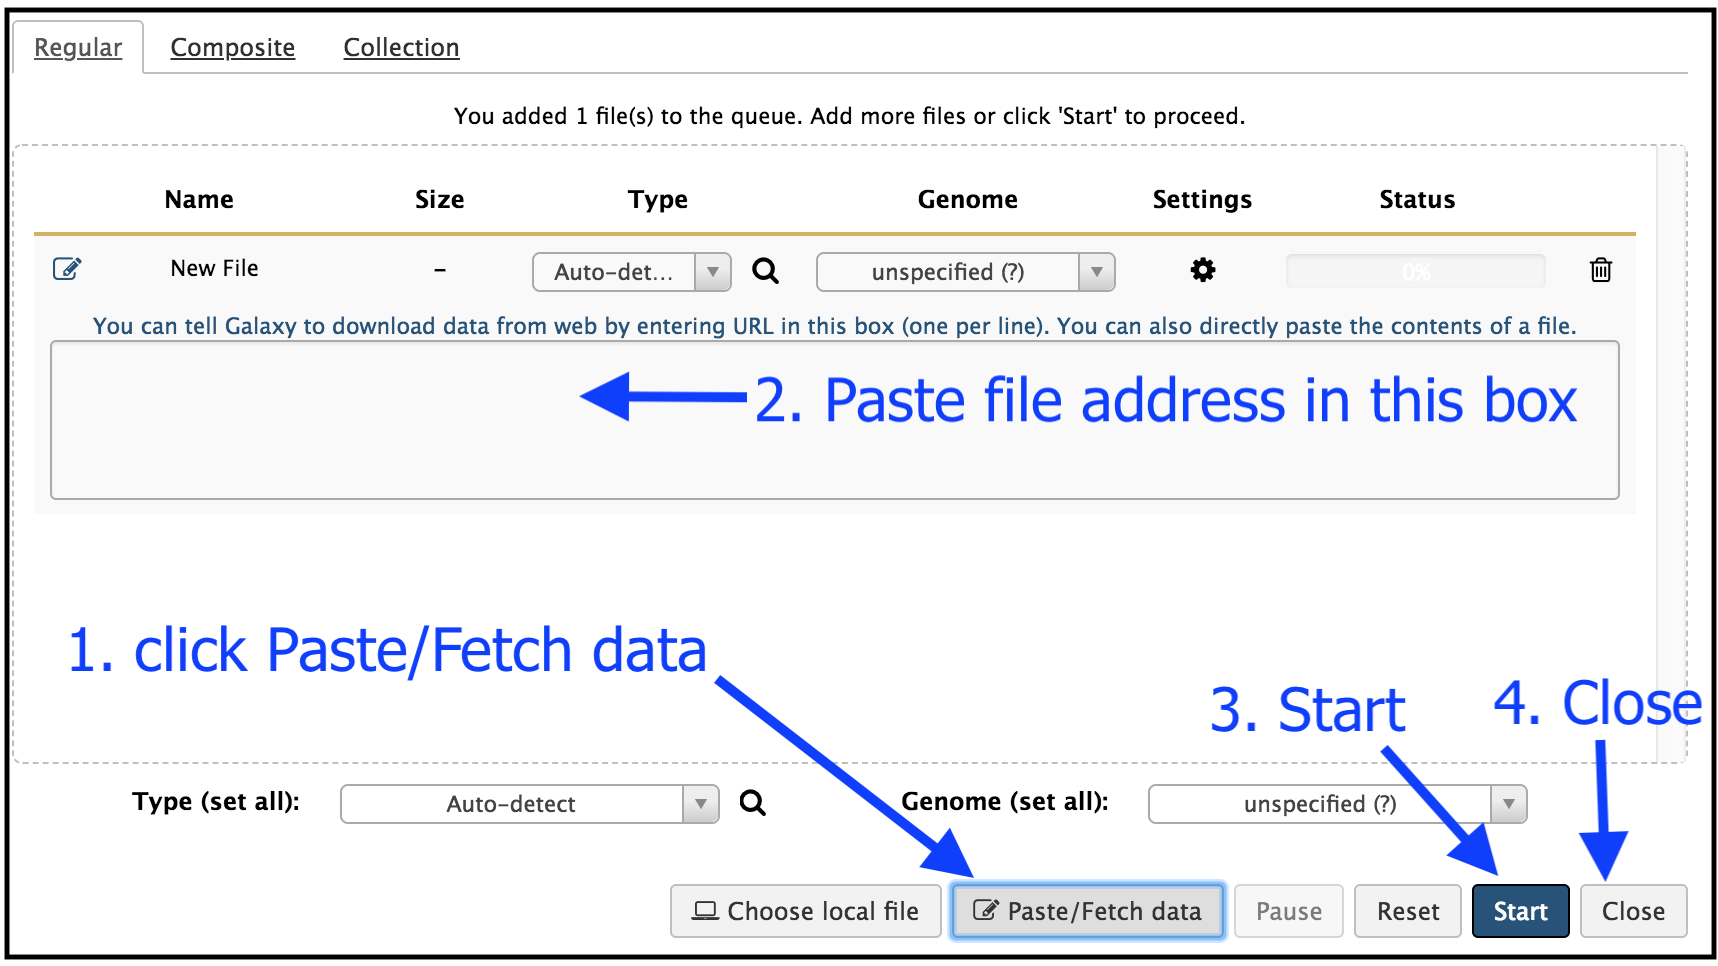 Regular Composite Collection
You added 1 file(s) to the queue. Add more files or click 'Start' to proceed.
Name Size Type Genome Settings Status
New File – Auto-det... unspecified (?) 0%
You can tell Galaxy to download data from web by entering URL in this box (one per line). You can also directly paste the contents of a file.
2. Paste file address in this box
1. click Paste/Fetch data
3. Start
4. Close
Type (set all): Auto-detect Genome (set all): unspecified (?)
Choose local file Paste/Fetch data Pause Reset Start Close